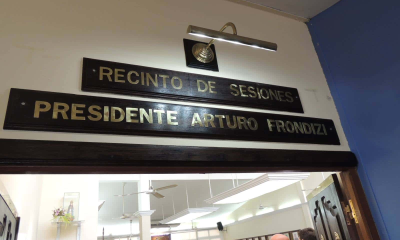 RECINTO DE SESIONES
PRESIDENTE ARTURO FRONDIZI